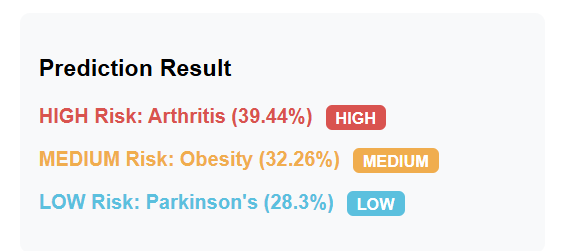 Prediction Result
HIGH Risk: Arthritis (39.44%) HIGH
MEDIUM Risk: Obesity (32.26%) MEDIUM
LOW Risk: Parkinson's (28.3%) LOW